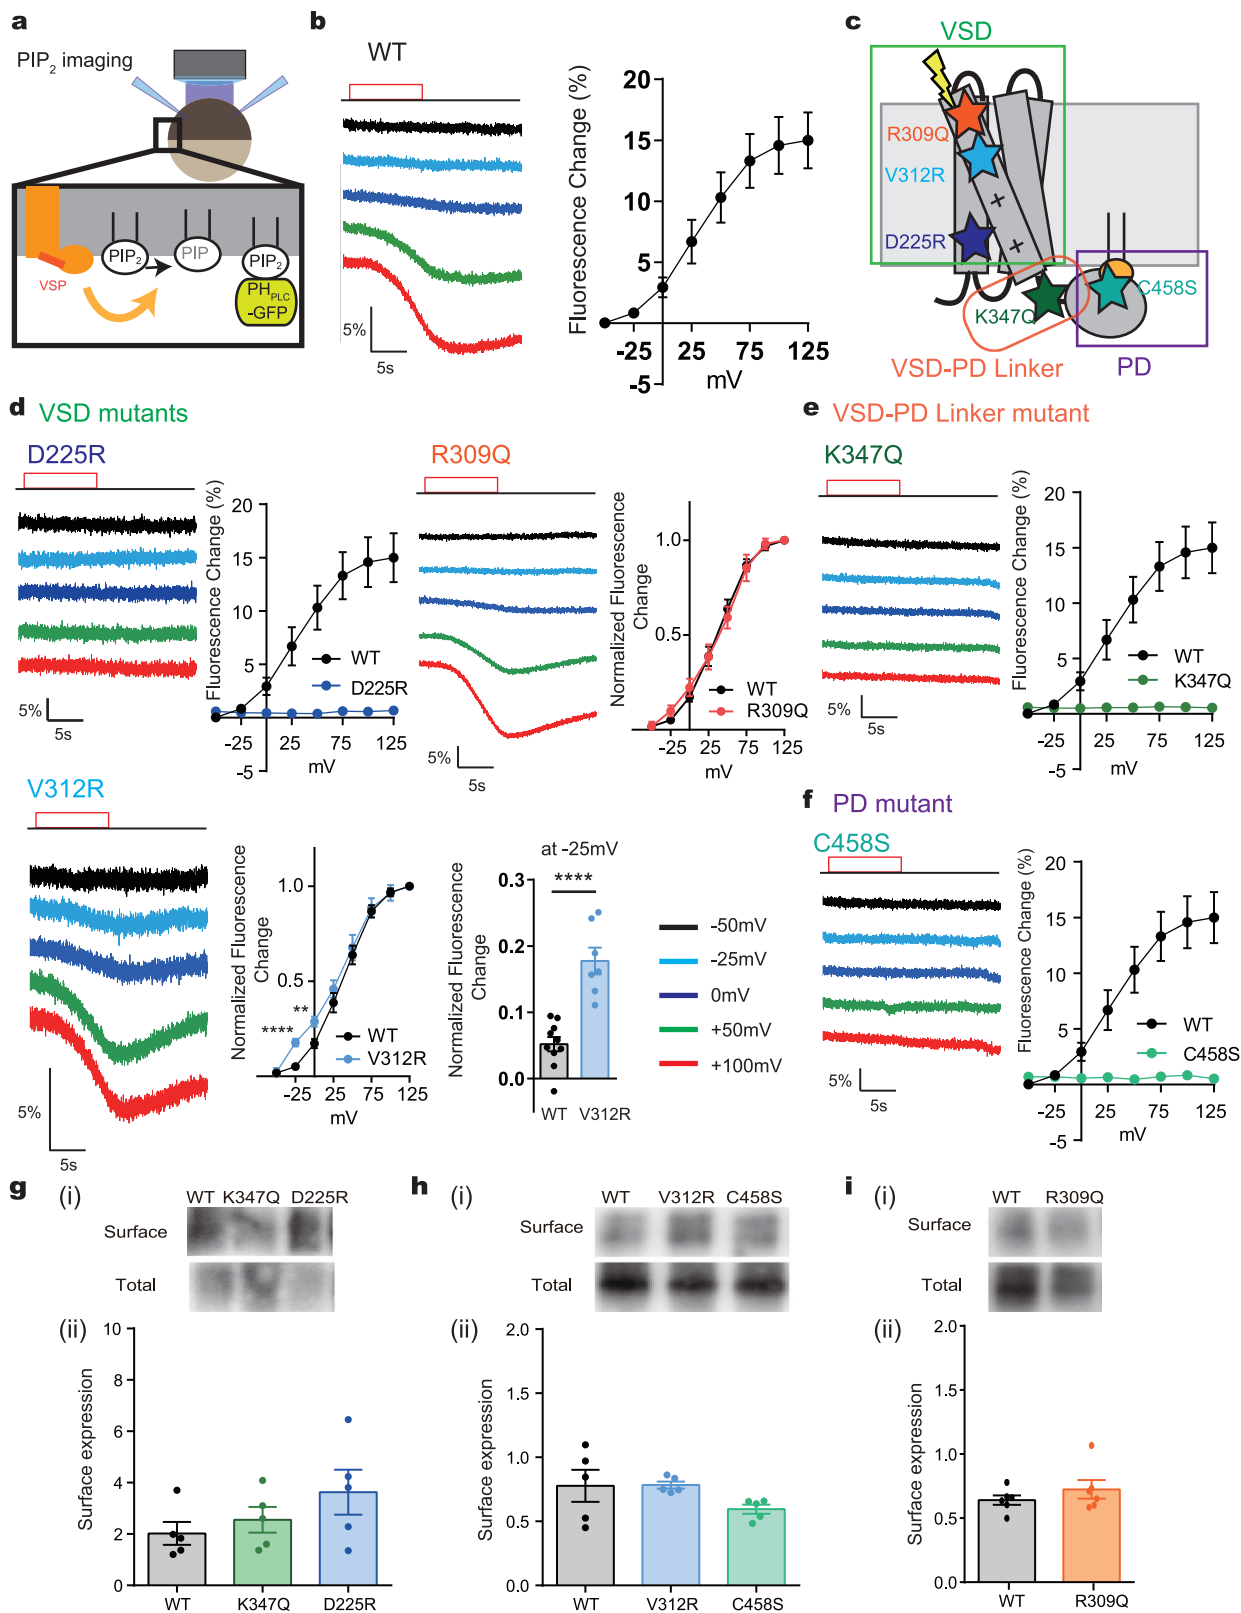 a
PIP2 imaging
VSP
PIP2
PIP
PIP2
PHPLC
-GFP
b
WT
5%
5s
Fluorescence Change (%)
20
15
10
5
-5
-25
25
75
125
mV
c
VSD
R309Q
V312R
D225R
+
+
K347Q
C458S
VSD-PD Linker
PD
d VSD mutants
D225R
5%
5s
Fluorescence Change (%)
20
15
10
5
-5
WT
D225R
-25
25
75
125
mV
R309Q
5%
5s
Normalized Fluorescence
Change
1.0
0.5
WT
R309Q
-25
25
75
125
mV
e VSD-PD Linker mutant
K347Q
5%
5s
Fluorescence Change (%)
20
15
10
5
-5
WT
K347Q
-25
25
75
125
mV
V312R
5%
5s
Normalized Fluorescence
Change
1.0
0.5
****
**
WT
V312R
-25
25
75
125
mV
at -25mV
****
Normalized Fluorescence
Change
0.3
0.2
0.1
0.0
WT
V312R
-50mV
-25mV
0mV
+50mV
+100mV
f PD mutant
C458S
5%
5s
Fluorescence Change (%)
20
15
10
5
-5
WT
C458S
-25
25
75
125
mV
g
(i)
WT K347Q D225R
Surface
Total
(ii)
Surface expression
10
8
6
4
2
0
WT
K347Q
D225R
h
(i)
WT V312R C458S
Surface
Total
(ii)
Surface expression
2.0
1.5
1.0
0.5
0.0
WT
V312R
C458S
i
(i)
WT R309Q
Surface
Total
(ii)
Surface expression
2.0
1.5
1.0
0.5
0.0
WT
R309Q